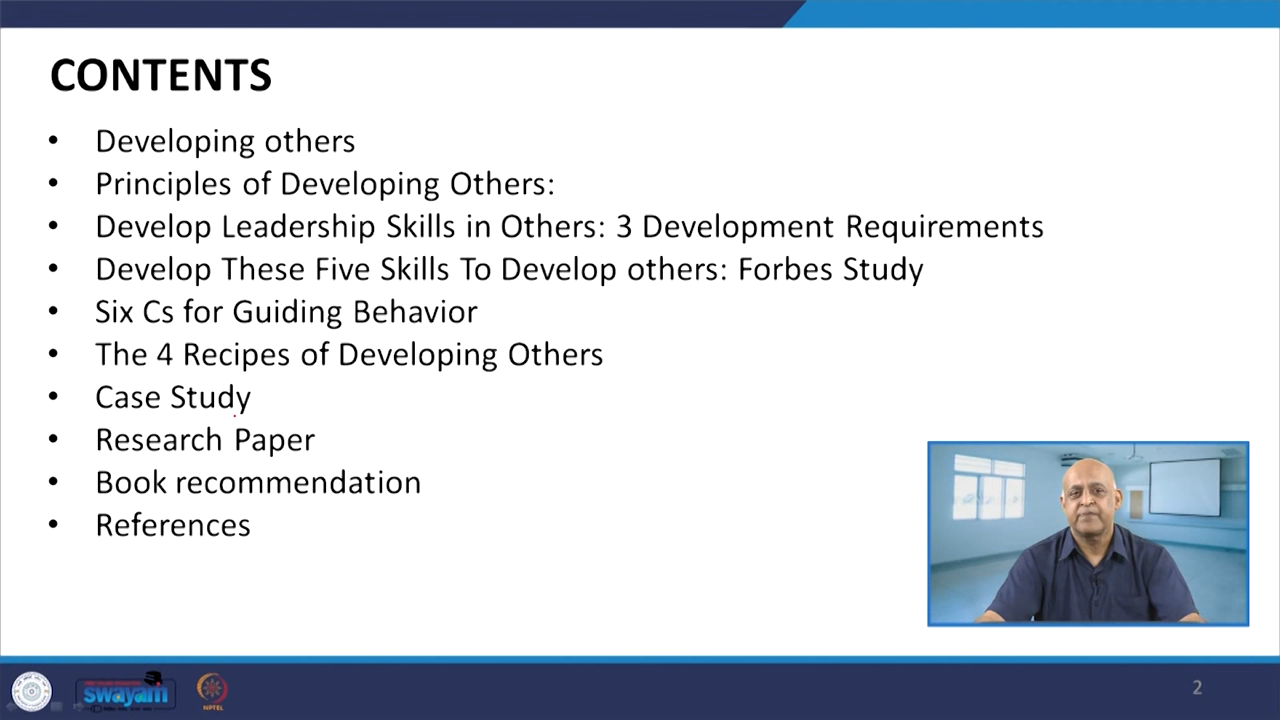 CONTENTS
• Developing others
• Principles of Developing Others:
• Develop Leadership Skills in Others: 3 Development Requirements
• Develop These Five Skills To Develop others: Forbes Study
• Six Cs for Guiding Behavior
• The 4 Recipes of Developing Others
• Case Study
• Research Paper
• Book recommendation
• References
swayam
NPTEL
2